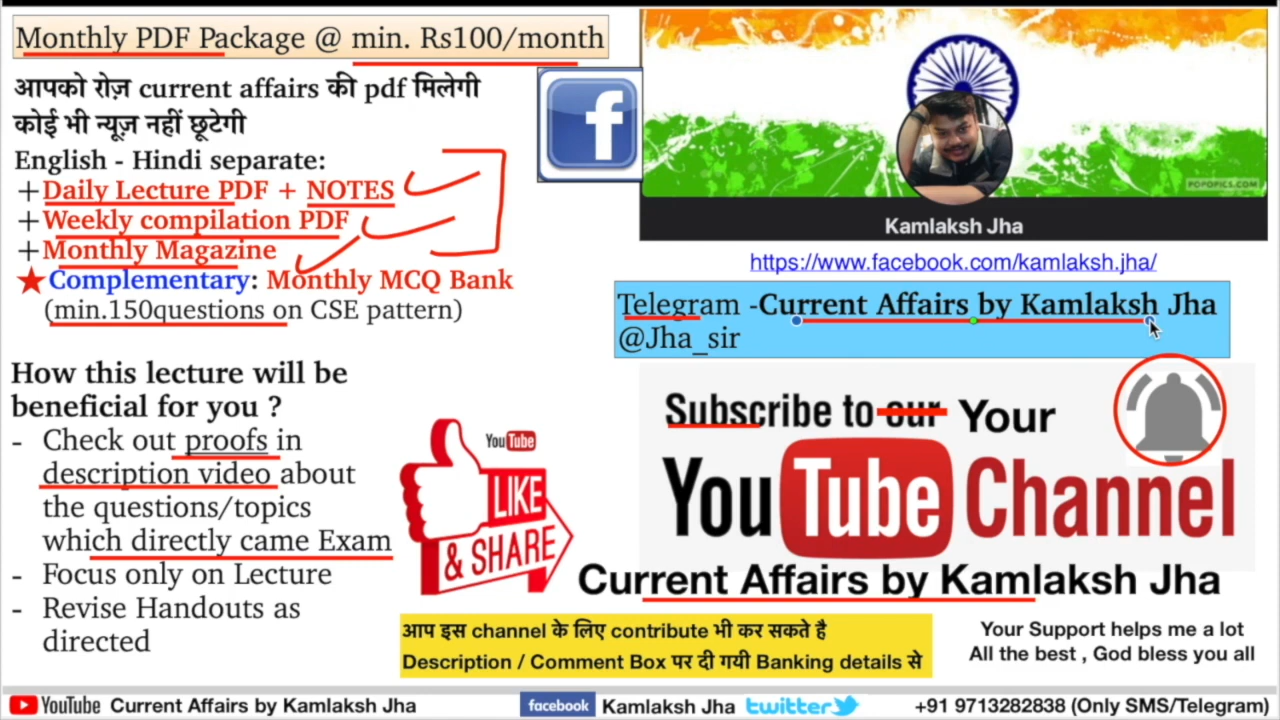 Monthly PDF Package @ min. Rs100/month
आपको रोज़ current affairs की pdf मिलेगी
कोई भी न्यूज़ नहीं छूटेगी
English - Hindi separate:
+Daily Lecture PDF + NOTES
+Weekly compilation PDF
+Monthly Magazine
★Complementary: Monthly MCQ Bank
(min.150questions on CSE pattern)
How this lecture will be
beneficial for you ?
- Check out proofs in
description video about
the questions/topics
which directly came Exam
- Focus only on Lecture
- Revise Handouts as
directed
f
POPOPICS.COM
Kamlaksh Jha
https://www.facebook.com/kamlaksh.jha/
Telegram -Current Affairs by Kamlaksh Jha
@Jha_sir
Subscribe to our Your
YouTube Channel
YouTube
LIKE
& SHARE
Current Affairs by Kamlaksh Jha
आप इस channel के लिए contribute भी कर सकते है
Description / Comment Box पर दी गयी Banking details से
Your Support helps me a lot
All the best , God bless you all
YouTube Current Affairs by Kamlaksh Jha facebook Kamlaksh Jha twitter +91 9713282838 (Only SMS/Telegram)